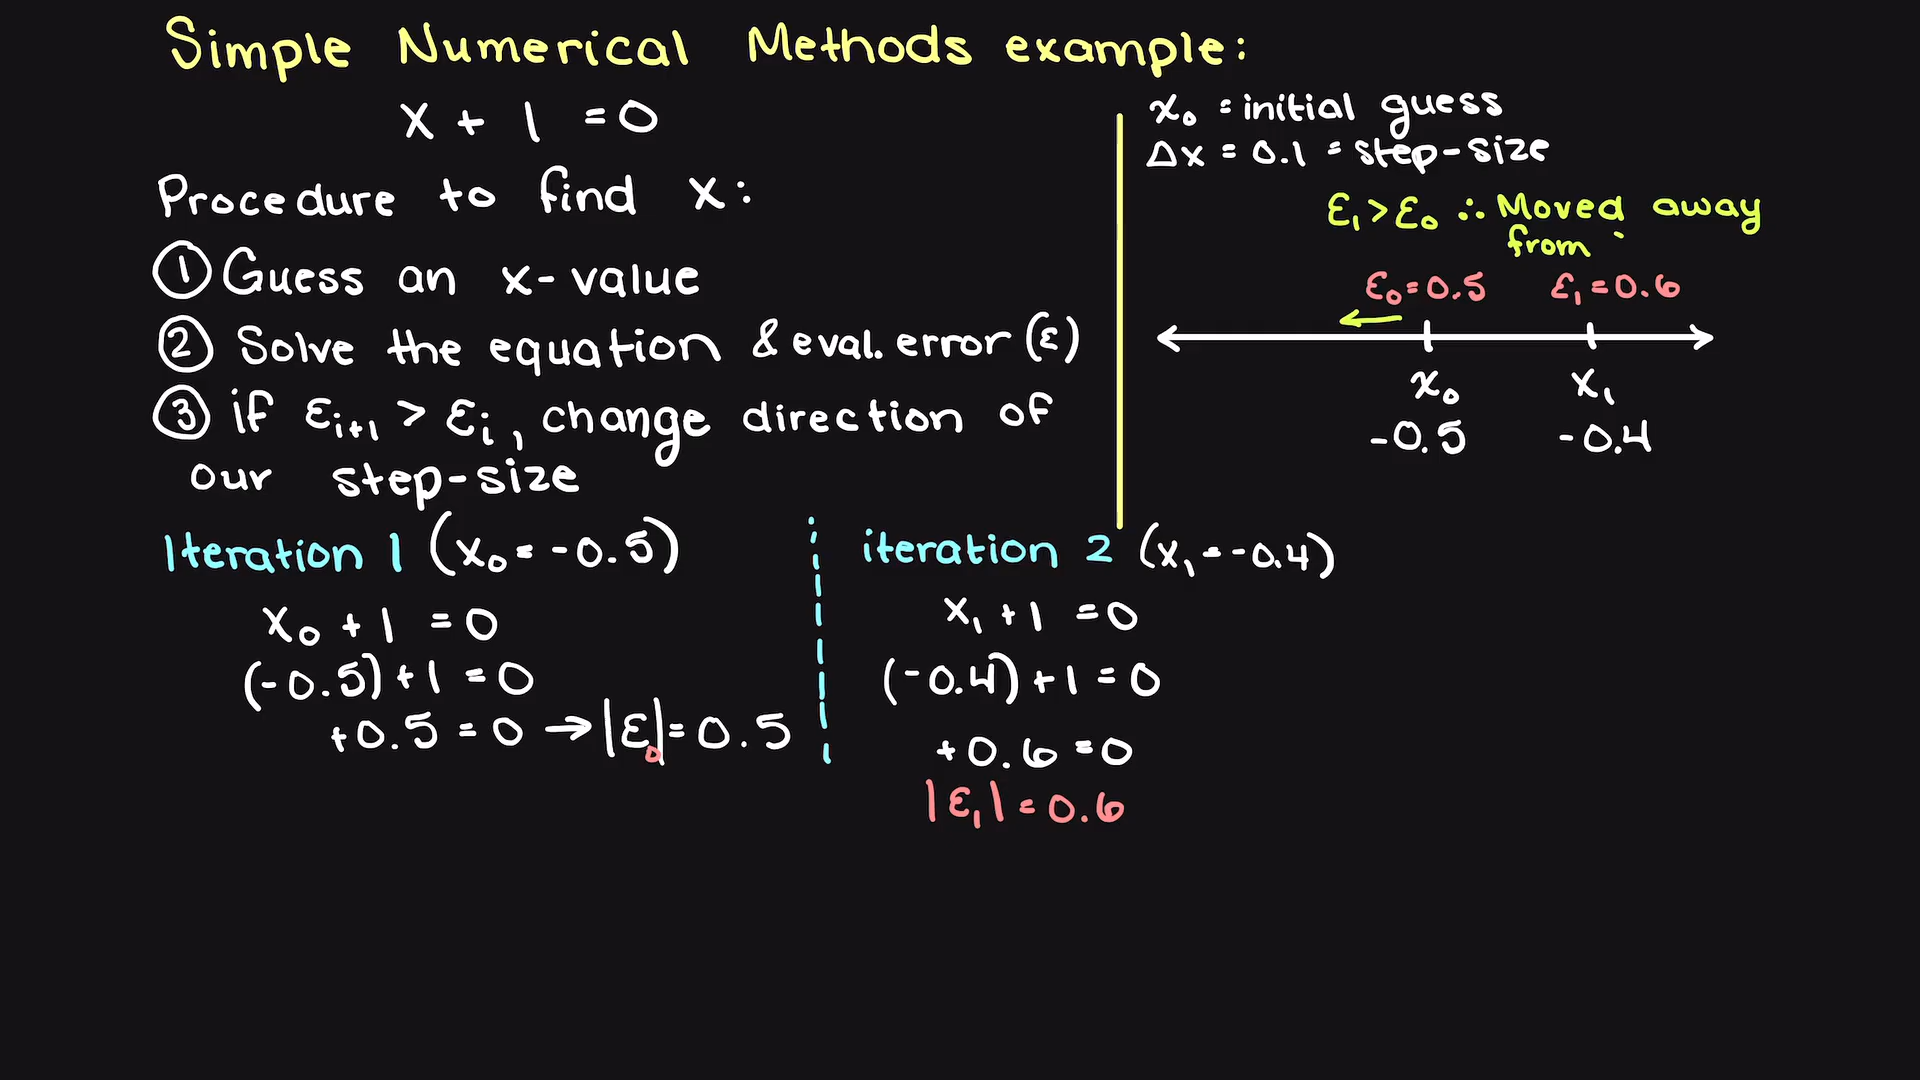 Simple Numerical Methods example:
x + 1 = 0
Procedure to find x:
① Guess an x-value
② Solve the equation & eval. error (ε)
③ if εᵢ₊₁ > εᵢ, change direction of
our step-size
x₀ = initial guess
Δx = 0.1 = step-size
ε₁ > ε₀ ∴ Moved away
from
ε₀ = 0.5 ε₁ = 0.6
x₀ x₁
-0.5 -0.4
Iteration 1 (x₀ = -0.5)
x₀ + 1 = 0
(-0.5) + 1 = 0
+0.5 = 0 → |ε₀| = 0.5
iteration 2 (x₁ = -0.4)
x₁ + 1 = 0
(-0.4) + 1 = 0
+0.6 = 0
|ε₁| = 0.6